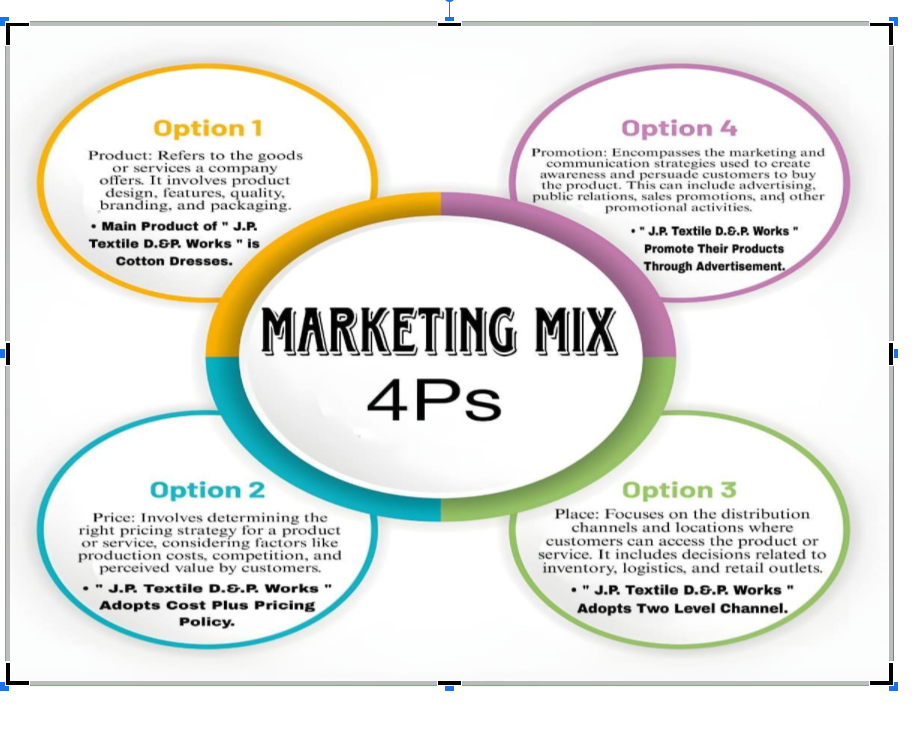 Option 1
Product: Refers to the goods
or services a company
offers. It involves product
design, features, quality,
branding, and packaging.
• Main Product of " J.P.
Textile D.&P. Works " is
Cotton Dresses.
Option 4
Promotion: Encompasses the marketing and
communication strategies used to create
awareness and persuade customers to buy
the product. This can include advertising,
public relations, sales promotions, and other
promotional activities.
• " J.P. Textile D.&P. Works "
Promote Their Products
Through Advertisement.
MARKETING MIX
4Ps
Option 2
Price: Involves determining the
right pricing strategy for a product
or service, considering factors like
production costs, competition, and
perceived value by customers.
• " J.P. Textile D.&.P. Works "
Adopts Cost Plus Pricing
Policy.
Option 3
Place: Focuses on the distribution
channels and locations where
customers can access the product or
service. It includes decisions related to
inventory, logistics, and retail outlets.
• " J.P. Textile D.&.P. Works "
Adopts Two Level Channel.